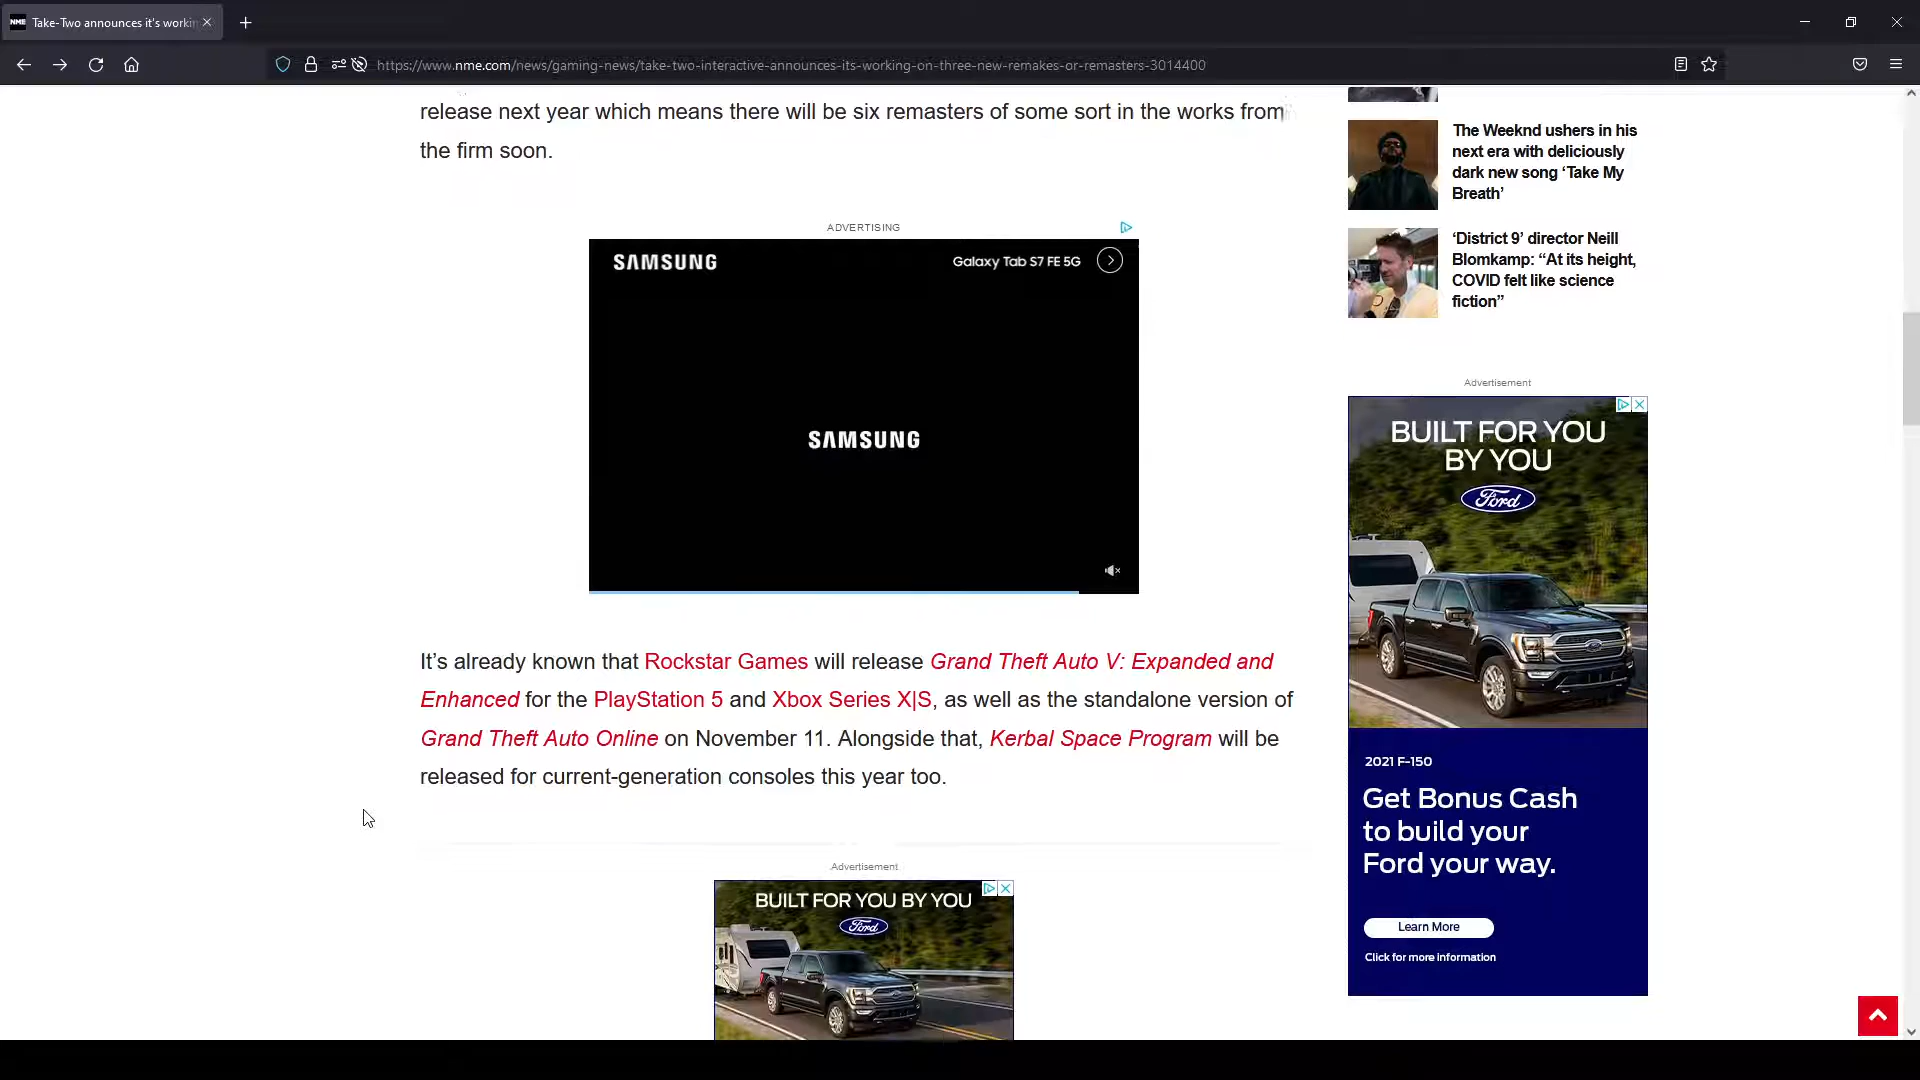 NME Take-Two announces it's workin
https://www.nme.com/news/gaming-news/take-two-interactive-announces-its-working-on-three-new-remakes-or-remasters-3014400
release next year which means there will be six remasters of some sort in the works from
the firm soon.
ADVERTISING
SAMSUNG
Galaxy Tab S7 FE 5G
SAMSUNG
It’s already known that Rockstar Games will release Grand Theft Auto V: Expanded and
Enhanced for the PlayStation 5 and Xbox Series X|S, as well as the standalone version of
Grand Theft Auto Online on November 11. Alongside that, Kerbal Space Program will be
released for current-generation consoles this year too.
Advertisement
BUILT FOR YOU BY YOU
Ford
The Weeknd ushers in his
next era with deliciously
dark new song ‘Take My
Breath’
‘District 9’ director Neill
Blomkamp: “At its height,
COVID felt like science
fiction”
Advertisement
BUILT FOR YOU
BY YOU
Ford
2021 F-150
Get Bonus Cash
to build your
Ford your way.
Learn More
Click for more information